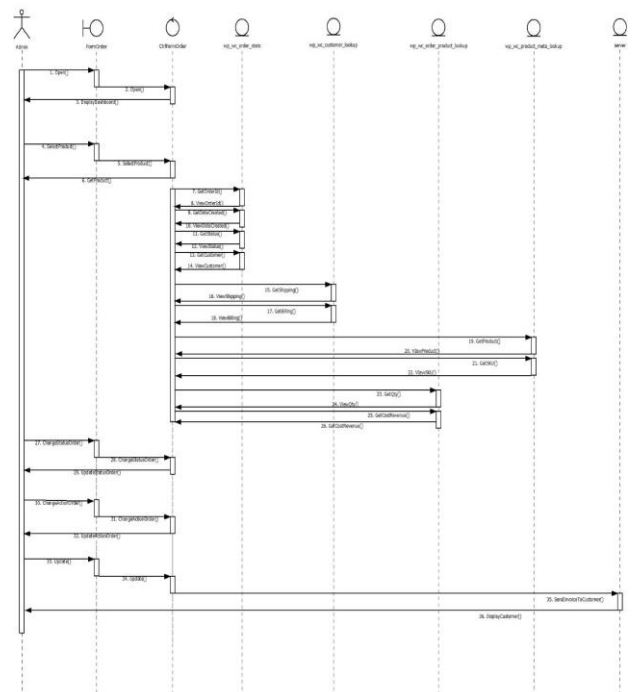 Admin
FormOrder
CtrlFormOrder
wp_wc_order_stats
wp_wc_customer_lookup
wp_wc_order_product_lookup
wp_wc_product_meta_lookup
server
1. Open()
2. Open()
3. DisplayDashboard()
4. SelectProduct()
5. SelectProduct()
6. GetProduct()
7. GetOrderId()
8. ViewOrderId()
9. GetDateCreated()
10. ViewDateCreated()
11. GetStatus()
12. ViewStatus()
13. GetCustomer()
14. ViewCustomer()
15. GetShipping()
16. ViewShipping()
17. GetBilling()
18. ViewBilling()
19. GetProduct()
20. ViewProduct()
21. GetSKU()
22. ViewSKU()
23. GetQty()
24. ViewQty()
25. GetCostRevenue()
26. GetCostRevenue()
27. ChangeStatusOrder()
28. ChangeStatusOrder()
29. UpdateStatusOrder()
30. ChangeActionOrder()
31. ChangeActionOrder()
32. UpdateActionOrder()
33. Update()
34. Update()
35. SendInvoiceToCustomer()
36. DisplayCustomer()